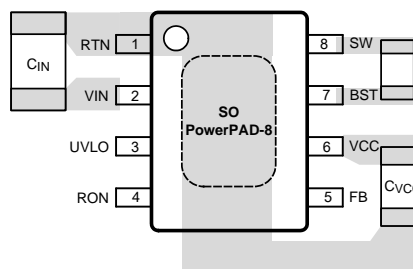 RTN 1
8 SW
CIN
VIN 2
7 BST
SO
PowerPAD-8
UVLO 3
6 VCC
RON 4
5 FB
CVCC